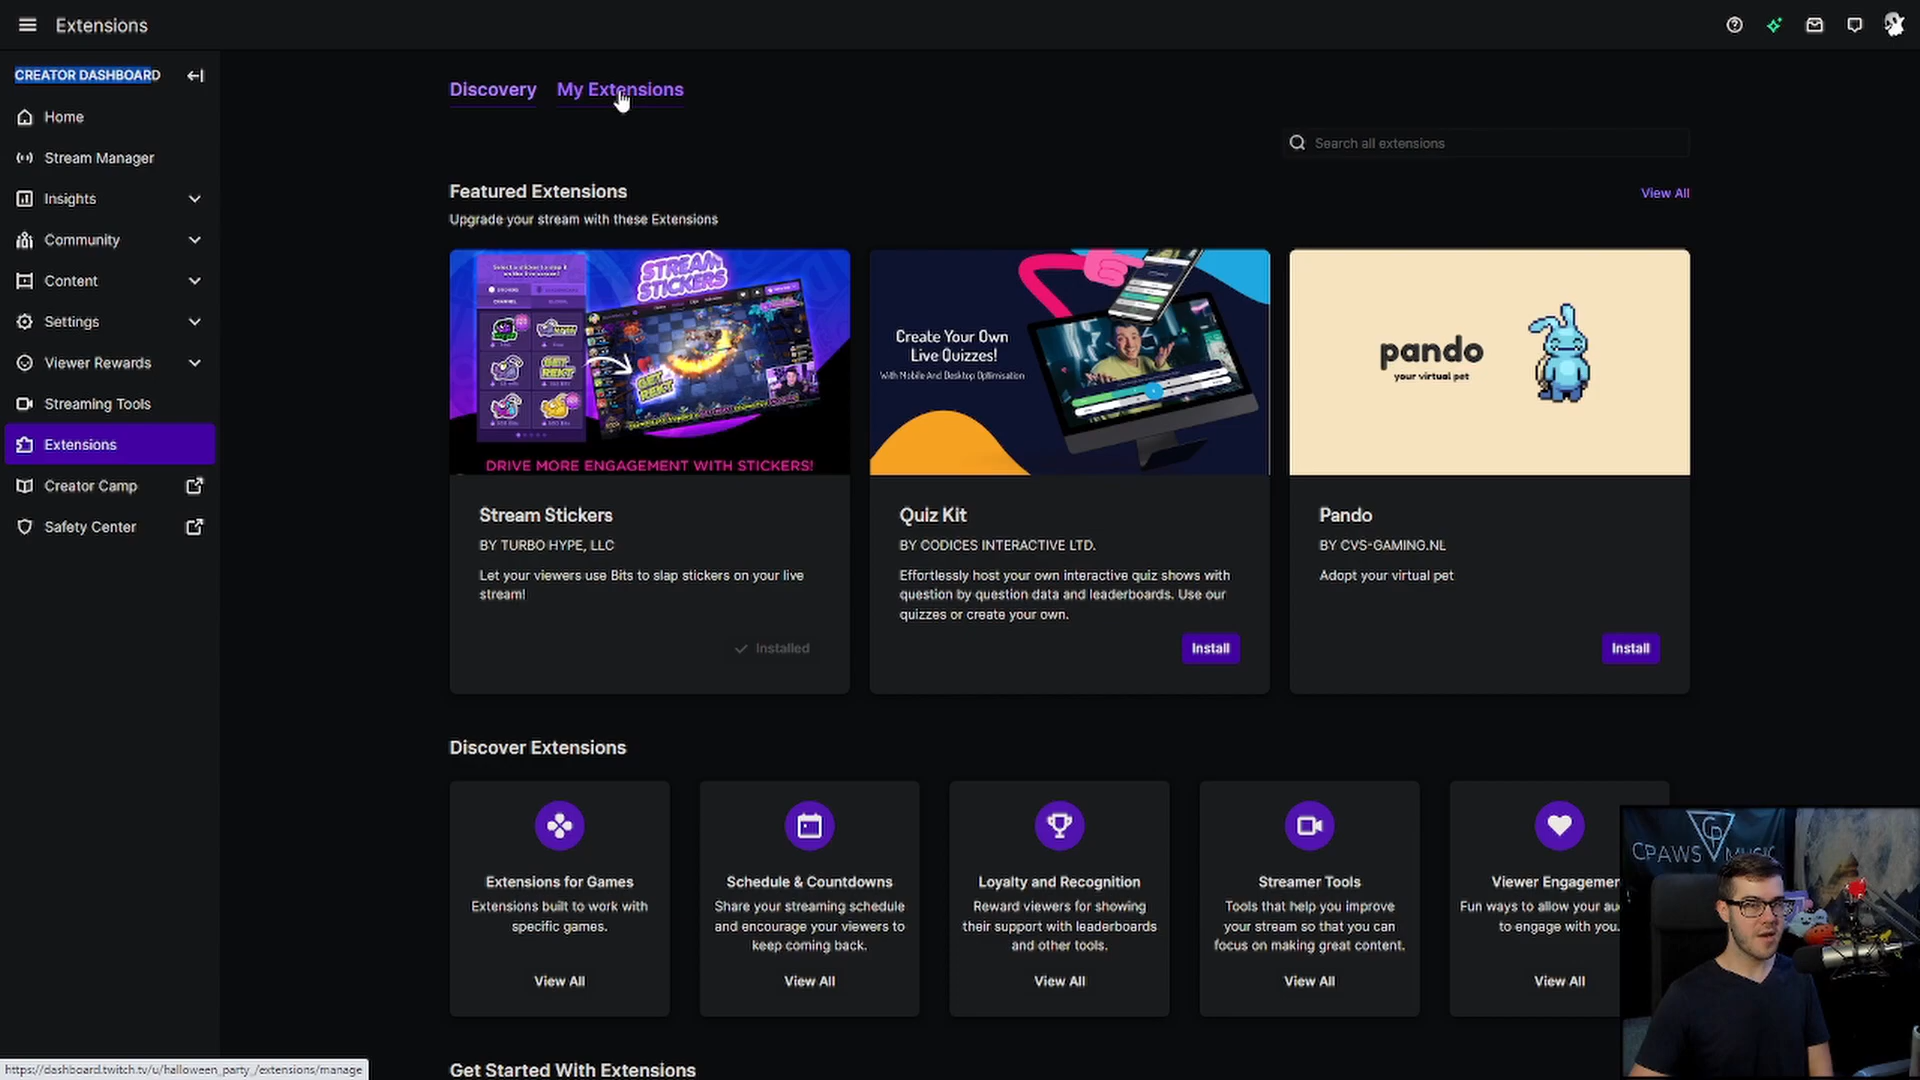 Extensions
CREATOR DASHBOARD
Home
Stream Manager
Insights
Community
Content
Settings
Viewer Rewards
Streaming Tools
Extensions
Creator Camp
Safety Center
Discovery
My Extensions
Search all extensions
Featured Extensions
View All
Upgrade your stream with these Extensions
STREAM
STICKERS
GET
REKT
DRIVE MORE ENGAGEMENT WITH STICKERS!
Create Your Own
Live Quizzes!
With Mobile And Desktop Optimisation
pando
your virtual pet
Stream Stickers
BY TURBO HYPE, LLC
Let your viewers use Bits to slap stickers on your live
stream!
Installed
Quiz Kit
BY CODICES INTERACTIVE LTD.
Effortlessly host your own interactive quiz shows with
question by question data and leaderboards. Use our
quizzes or create your own.
Install
Pando
BY CVS-GAMING.NL
Adopt your virtual pet
Install
Discover Extensions
Extensions for Games
Extensions built to work with
specific games.
View All
Schedule & Countdowns
Share your streaming schedule
and encourage your viewers to
keep coming back.
View All
Loyalty and Recognition
Reward viewers for showing
their support with leaderboards
and other tools.
View All
Streamer Tools
Tools that help you improve
your stream so that you can
focus on making great content.
View All
Viewer Engagemen
Fun ways to allow your au
to engage with you.
View All
CPAWS MUSIC
Get Started With Extensions
https://dashboard.twitch.tv/u/halloween_party_/extensions/manage